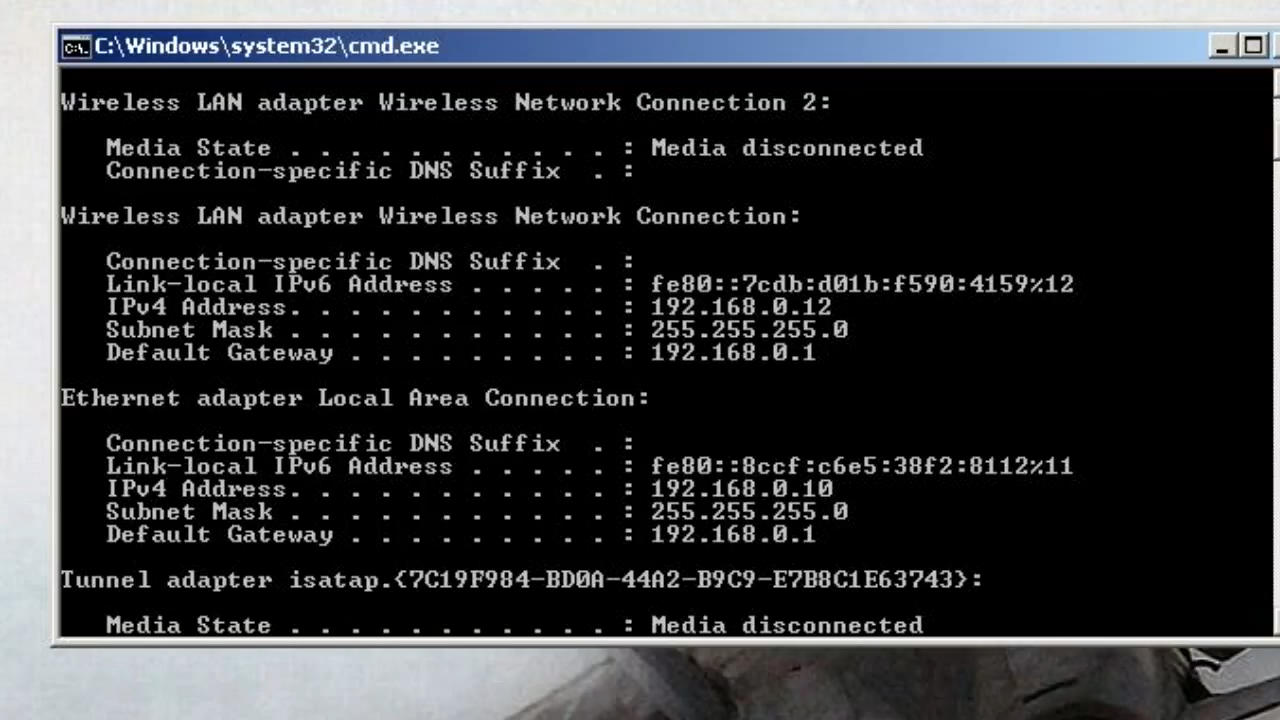 C:\Windows\system32\cmd.exe
Wireless LAN adapter Wireless Network Connection 2:
Media State . . . . . . . . . . . : Media disconnected
Connection-specific DNS Suffix  . :
Wireless LAN adapter Wireless Network Connection:
Connection-specific DNS Suffix  . :
Link-local IPv6 Address . . . . . : fe80::7cdb:d01b:f590:4159%12
IPv4 Address. . . . . . . . . . . : 192.168.0.12
Subnet Mask . . . . . . . . . . . : 255.255.255.0
Default Gateway . . . . . . . . . : 192.168.0.1
Ethernet adapter Local Area Connection:
Connection-specific DNS Suffix  . :
Link-local IPv6 Address . . . . . : fe80::8ccf:c6e5:38f2:8112%11
IPv4 Address. . . . . . . . . . . : 192.168.0.10
Subnet Mask . . . . . . . . . . . : 255.255.255.0
Default Gateway . . . . . . . . . : 192.168.0.1
Tunnel adapter isatap.{7C19F984-BD0A-44A2-B9C9-E7B8C1E63743}:
Media State . . . . . . . . . . . : Media disconnected